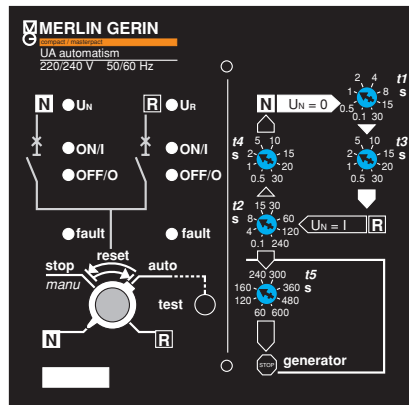 MERLIN GERIN
compact / masterpact
UA automatism
220/240 V 50/60 Hz
N UN R UR
ON/I ON/I
OFF/O OFF/O
fault fault
reset
stop auto
manu
test
N R
N UN = 0
t1
s
2 4
1 8
0.5 15
0.1 30
t4
s
5 10
2 15
1 20
0.5 30
t3
s
5 10
2 15
1 20
0.5 30
t2
s
15 30
8 60
4 120
0.1 240
UN = I R
t5
s
240 300
160 360
120 480
60 600
STOP generator